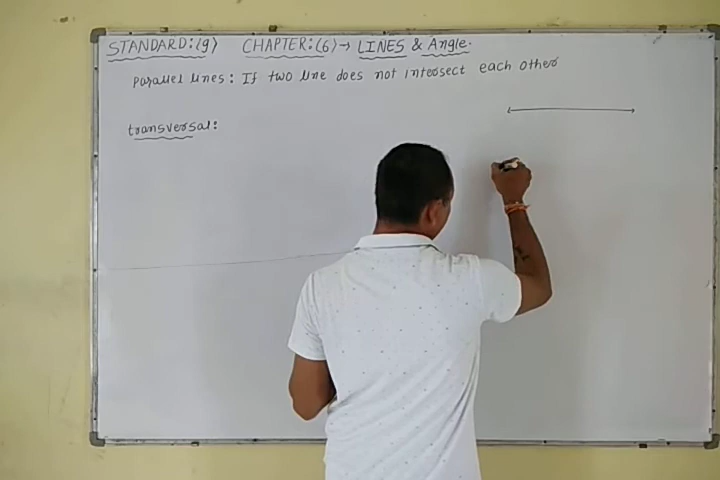 STANDARD:(9) CHAPTER:(6)→ LINES & Angle.
Parallel lines: If two line does not intersect each other
transversal: